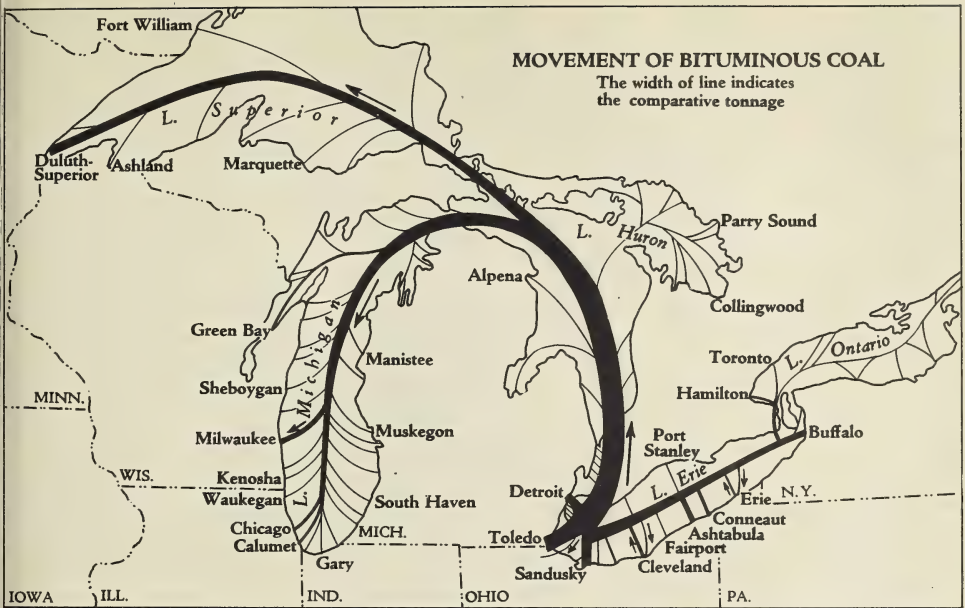 MOVEMENT OF BITUMINOUS COAL
The width of line indicates
the comparative tonnage
Fort William
L. Superior
Duluth-
Superior
Ashland
Marquette
L. Huron
Parry Sound
Alpena
Collingwood
Green Bay
L. Michigan
Manistee
Toronto
L. Ontario
Sheboygan
Hamilton
MINN.
Milwaukee
Muskegon
Port
Stanley
Buffalo
WIS.
Kenosha
Waukegan
South Haven
Detroit
L. Erie
Erie
N.Y.
Chicago
Calumet
MICH.
Conneaut
Ashtabula
Toledo
Fairport
Gary
Cleveland
Sandusky
IOWA
ILL.
IND.
OHIO
PA.